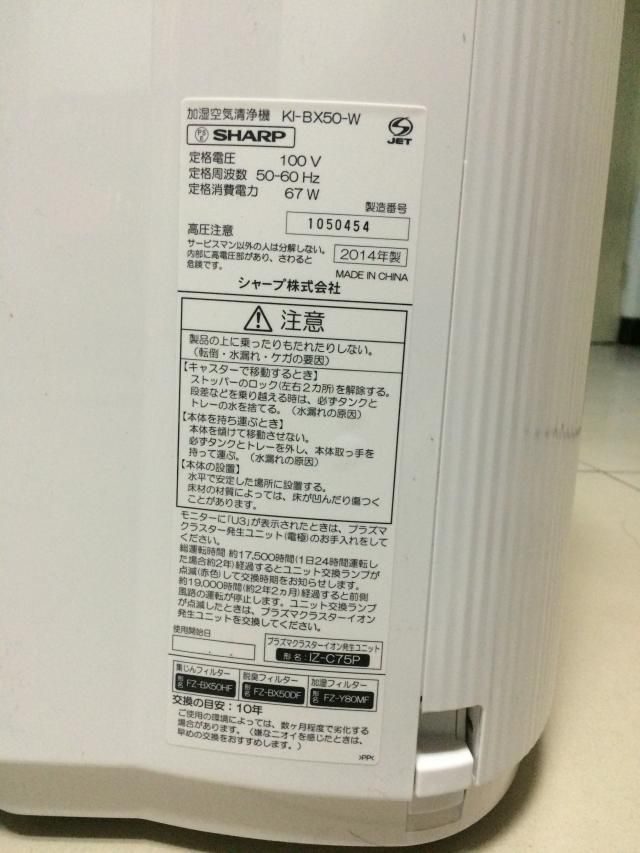 加湿空気清浄機 KI-BX50-W
PS E SHARP
JET
定格電圧 100 V
定格周波数 50-60 Hz
定格消費電力 67 W
製造番号
1050454
高圧注意
サービスマン以外の人は分解しない。
内部に高電圧部があり、さわると
危険です。
2014年製
MADE IN CHINA
シャープ株式会社
注意
製品の上に乗ったりもたれたりしない。
(転倒・水漏れ・ケガの要因)
【キャスターで移動するとき】
ストッパーのロック(左右2カ所)を解除する。
段差などを乗り越える時は、必ずタンクと
トレーの水を捨てる。(水漏れの原因)
【本体を持ち運ぶとき】
本体を傾けて移動させない。
必ずタンクとトレーを外し、本体取っ手を
持って運ぶ。(水漏れの原因)
【本体の設置】
水平で安定した場所に設置する。
床材の材質によっては、床が凹んだり傷つく
ことがあります。
モニターに「U3」が表示されたときは、プラズマ
クラスター発生ユニット(電極)のお手入れをして
ください。
総運転時間 約17,500時間(1日24時間運転し
た場合約2年)経過するとユニット交換ランプが
点滅(赤色)して交換時期をお知らせします。
約19,000時間(約2年2ヵ月)経過すると前側
風路の運転が停止します。ユニット交換ランプ
が点滅したときは、プラズマクラスターイオン
発生ユニットを交換してください。
使用開始日
プラズマクラスターイオン発生ユニット
形名:IZ-C75P
集じんフィルター
形名 FZ-BX50HF
脱臭フィルター
形名 FZ-BX50DF
加湿フィルター
形名 FZ-Y80MF
交換の目安:10年
ご使用の環境によっては、数ヶ月程度で劣化する
場合があります。(嫌なニオイを感じたときは、
早めの交換をおすすめします。)
>PP<